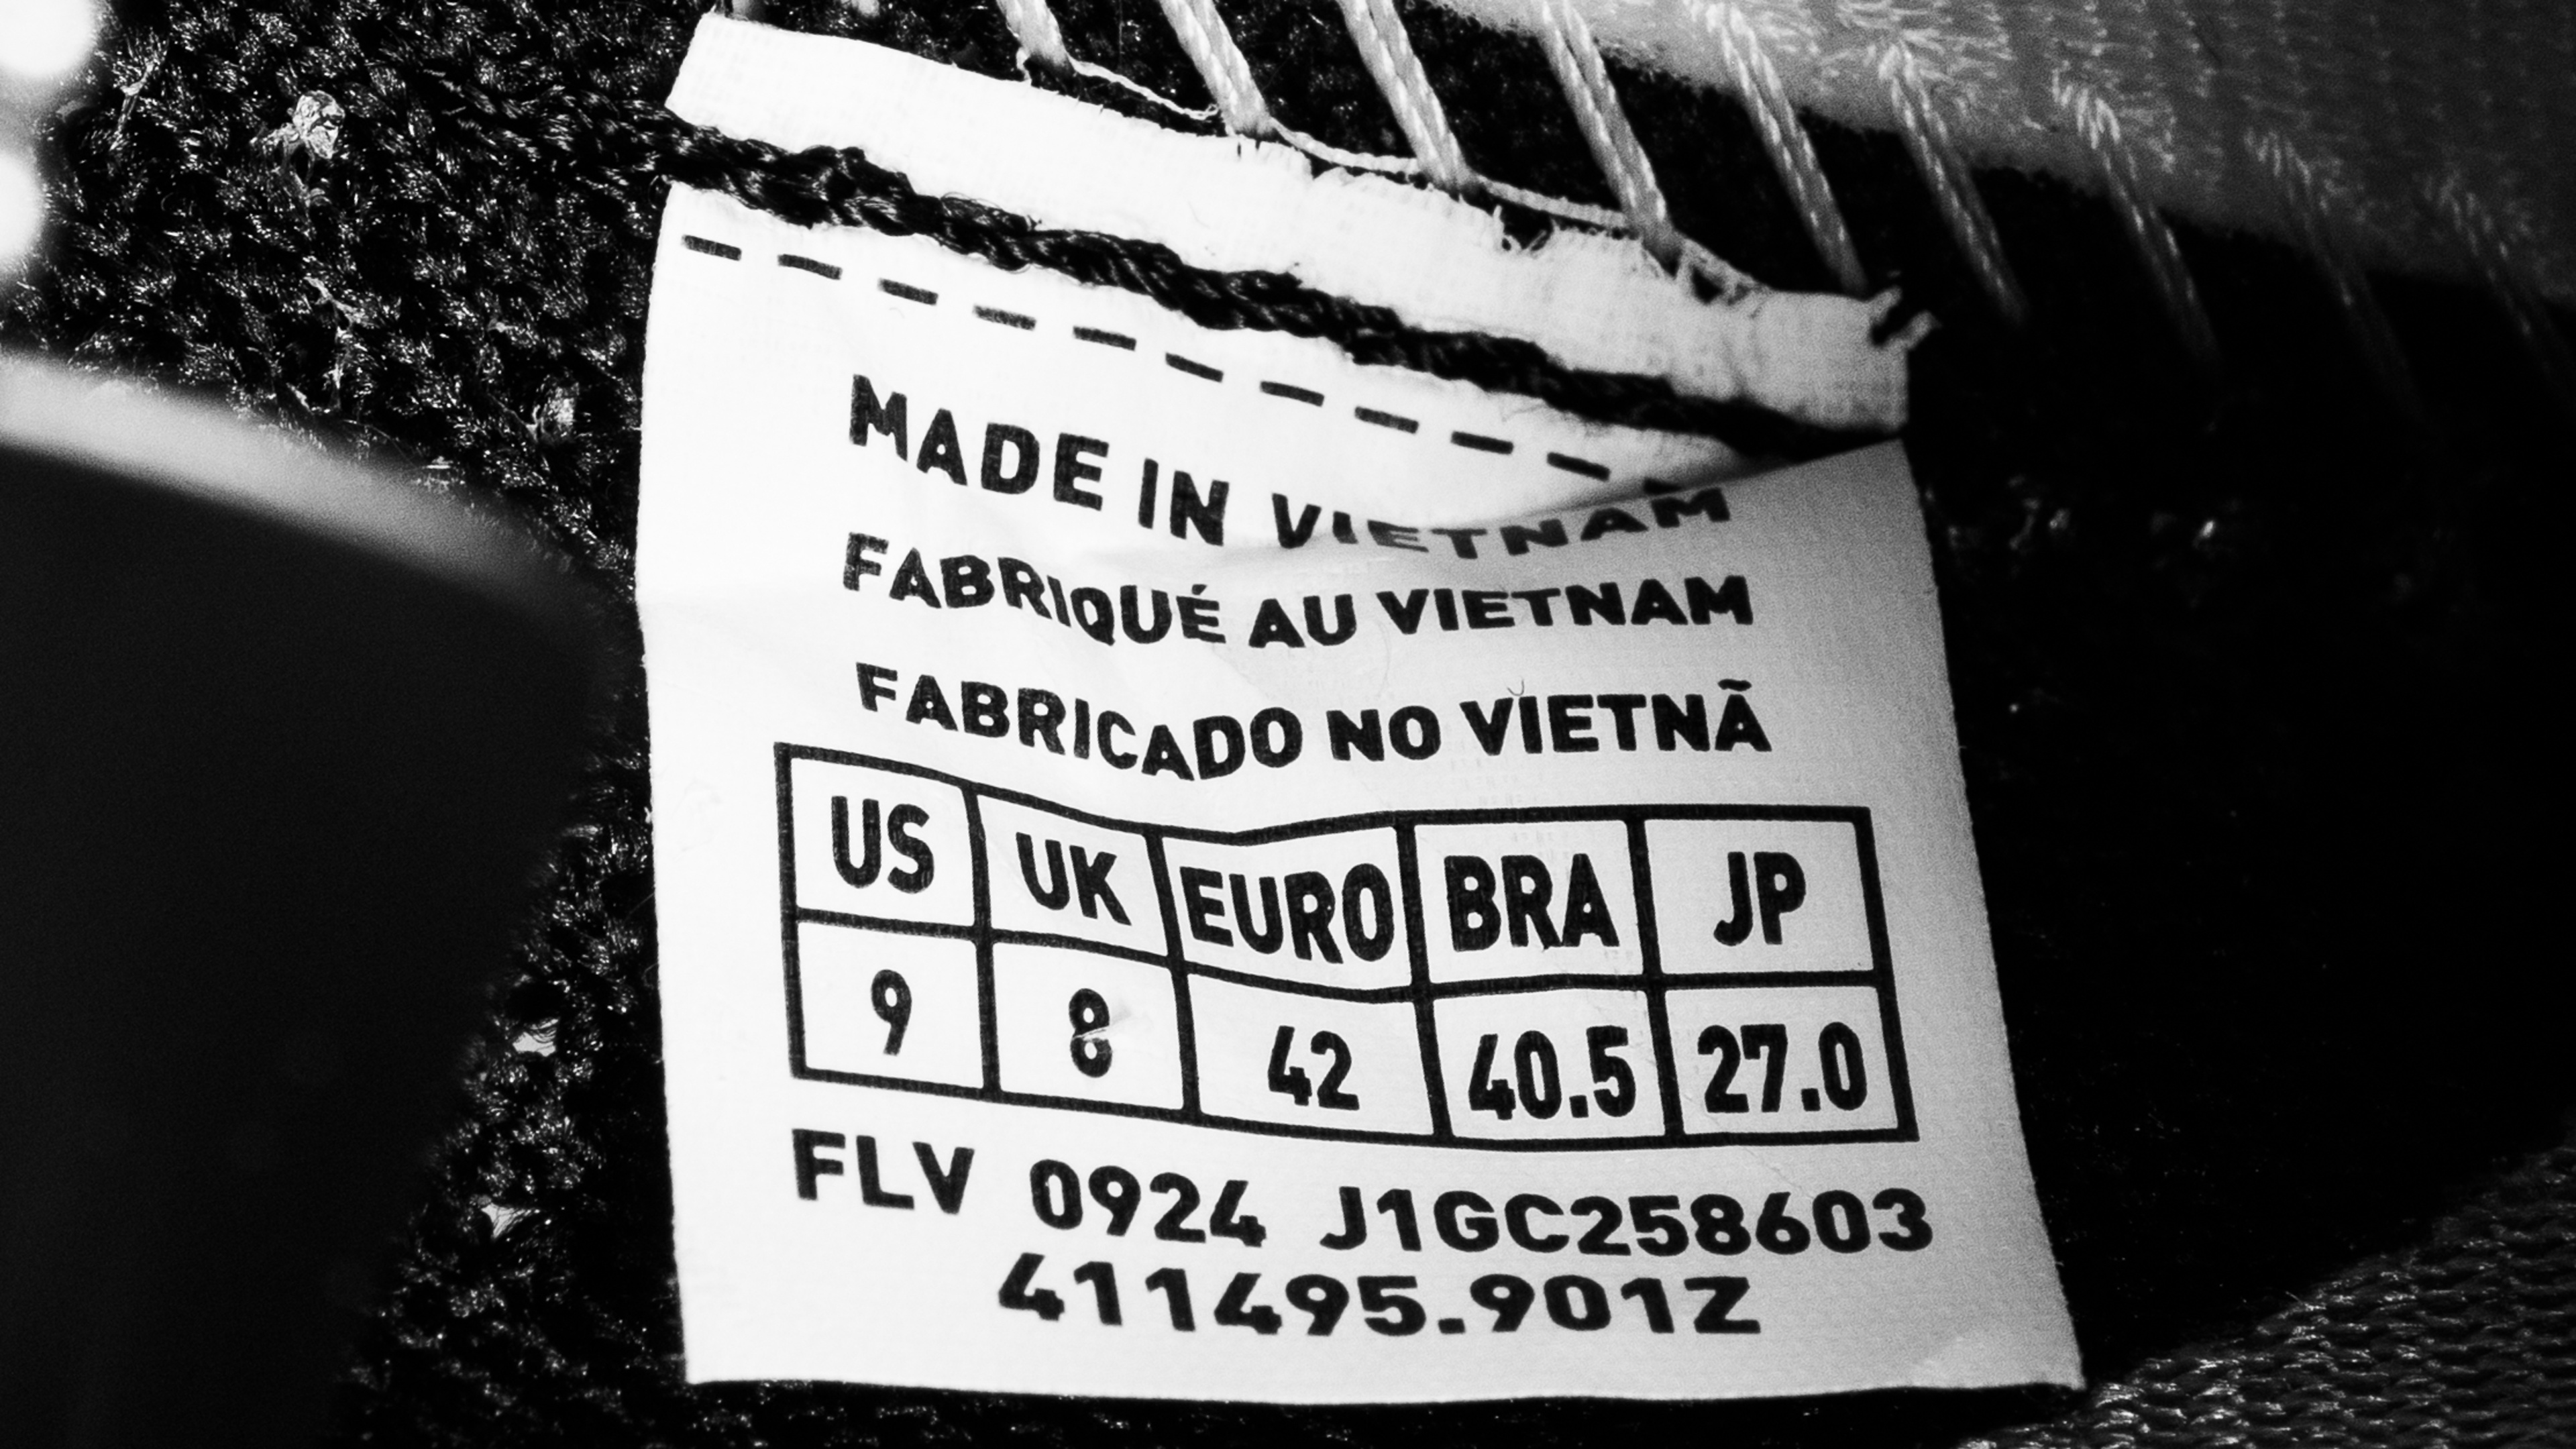 MADE IN VIETNAM
FABRIQUÉ AU VIETNAM
FABRICADO NO VIETNÃ
US UK EURO BRA JP
9 8 42 40.5 27.0
FLV 0924 J1GC258603
411495.901Z